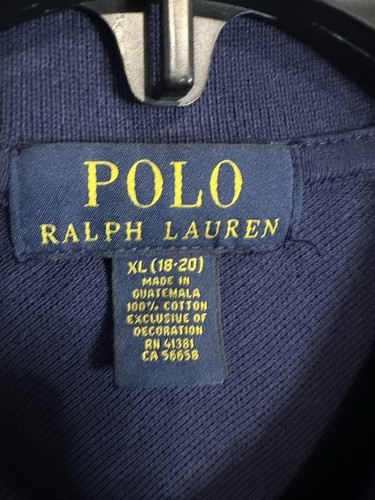 POLO
RALPH LAUREN
XL (18-20)
MADE IN
GUATEMALA
100% COTTON
EXCLUSIVE OF
DECORATION
RN 41381
CA 56658